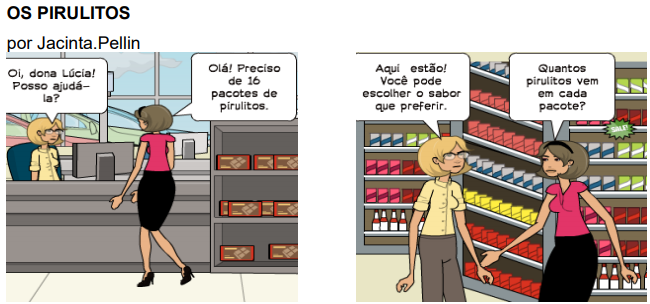 OS PIRULITOS
por Jacinta.Pellin
Oi, dona Lúcia!
Posso ajudá-
la?
Olá! Preciso
de 16
pacotes de
pirulitos.
Aqui estão!
Você pode
escolher o sabor
que preferir.
Quantos
pirulitos vem
em cada
pacote?
SALE!